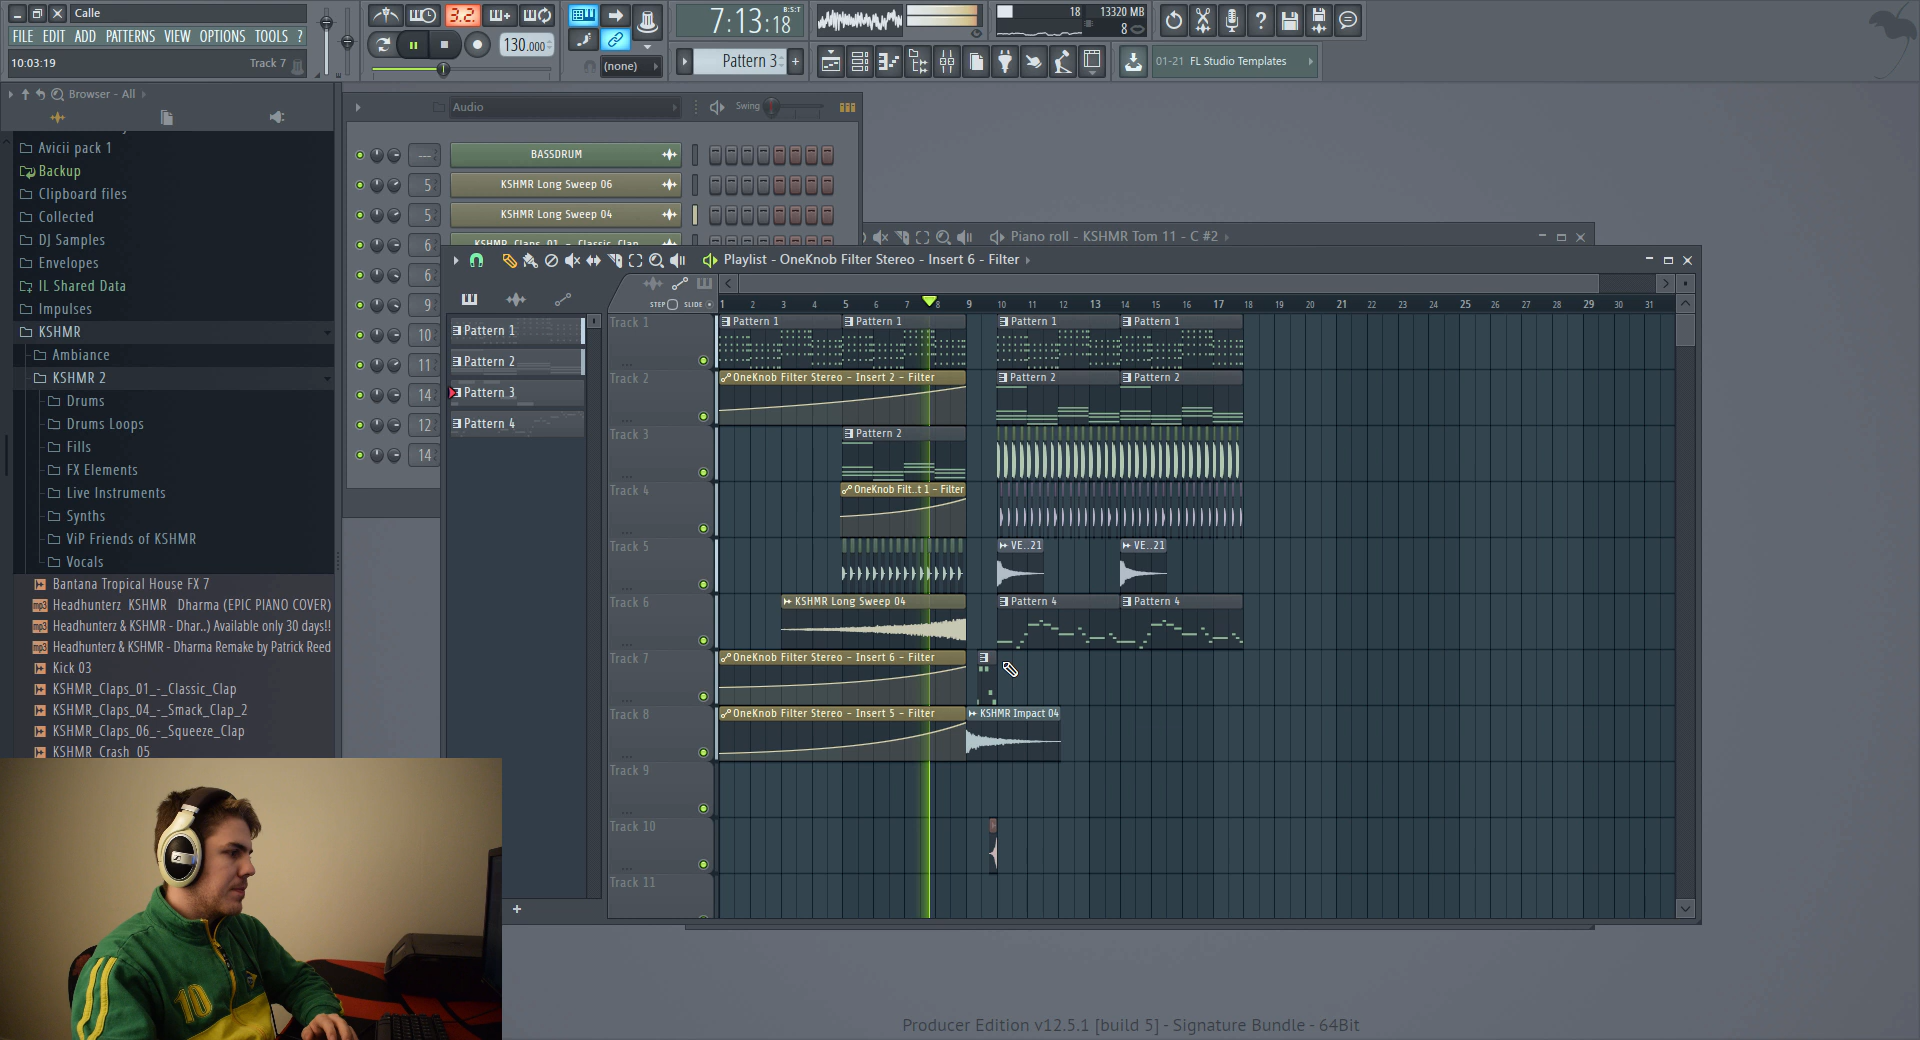 Calle
FILE EDIT ADD PATTERNS VIEW OPTIONS TOOLS ?
10:03:19 Track 7
3.2
130.000
(none)
7:13:18 B:S:T
Pattern 3 +
18 13320 MB
8
01-21 FL Studio Templates
Browser - All
Avicii pack 1
Backup
Clipboard files
Collected
DJ Samples
Envelopes
IL Shared Data
Impulses
KSHMR
Ambiance
KSHMR 2
Drums
Drums Loops
Fills
FX Elements
Live Instruments
Synths
ViP Friends of KSHMR
Vocals
Bantana Tropical House FX 7
mp3 Headhunterz KSHMR Dharma (EPIC PIANO COVER)
mp3 Headhunterz & KSHMR - Dhar..) Available only 30 days!!
mp3 Headhunterz & KSHMR - Dharma Remake by Patrick Reed
Kick 03
KSHMR_Claps_01_-_Classic_Clap
KSHMR_Claps_04_-_Smack_Clap_2
KSHMR_Claps_06_-_Squeeze_Clap
KSHMR_Crash_05
Audio Swing
--- BASSDRUM
5 KSHMR Long Sweep 06
5 KSHMR Long Sweep 04
6 KSHMR_Claps_01_-_Classic_Clap
6
9
10
11
14
12
14
Piano roll - KSHMR Tom 11 - C #2
Playlist - OneKnob Filter Stereo - Insert 6 - Filter
STEP SLIDE
1 2 3 4 5 6 7 8 9 10 11 12 13 14 15 16 17 18 19 20 21 22 23 24 25 26 27 28 29 30 31
Pattern 1
Pattern 2
Pattern 3
Pattern 4
+
Track 1 Pattern 1 Pattern 1 Pattern 1 Pattern 1
Track 2 OneKnob Filter Stereo - Insert 2 - Filter Pattern 2 Pattern 2
Track 3 Pattern 2
Track 4 OneKnob Filt..t 1 - Filter
Track 5 VE..21 VE..21
Track 6 KSHMR Long Sweep 04 Pattern 4 Pattern 4
Track 7 OneKnob Filter Stereo - Insert 6 - Filter
Track 8 OneKnob Filter Stereo - Insert 5 - Filter KSHMR Impact 04
Track 9
Track 10
Track 11
10
Producer Edition v12.5.1 [build 5] - Signature Bundle - 64Bit